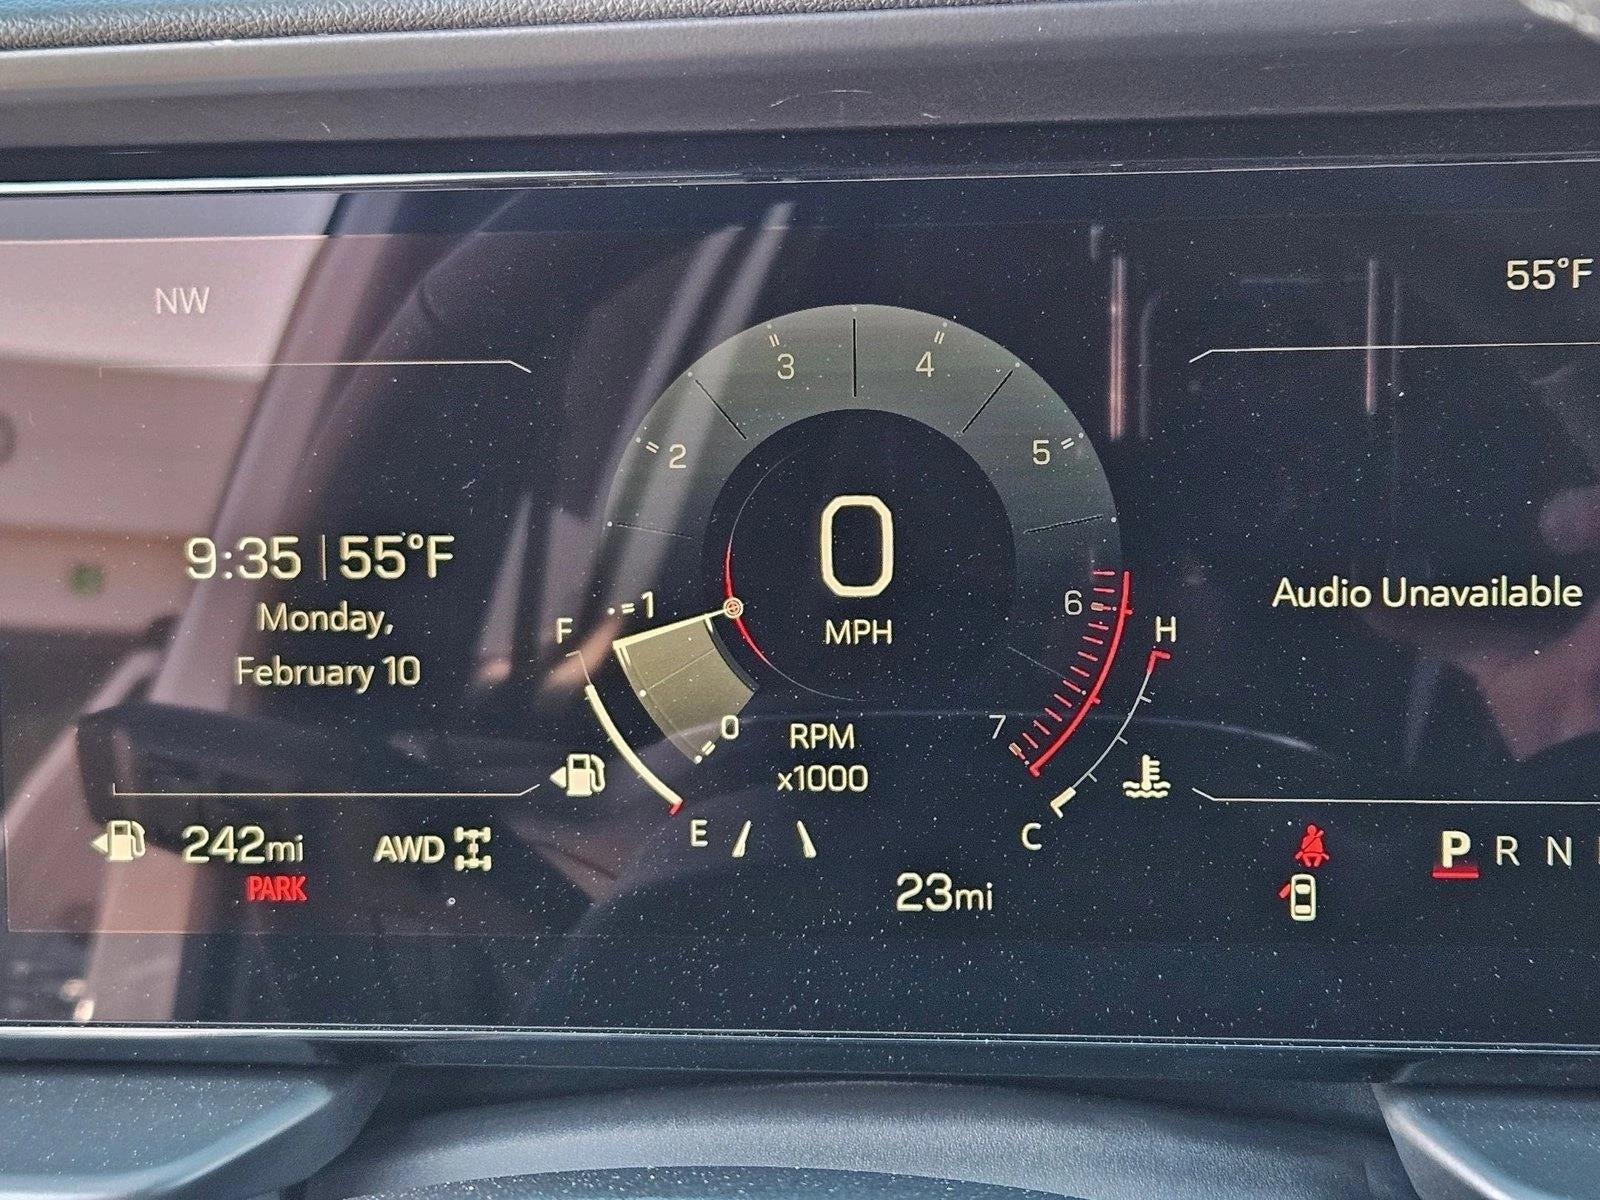 NW
55°F
9:35 | 55°F
Monday,
February 10
0
MPH
0 1 2 3 4 5 6 7
RPM
x1000
F
E
H
C
Audio Unavailable
242mi
PARK
AWD
23mi
P R N